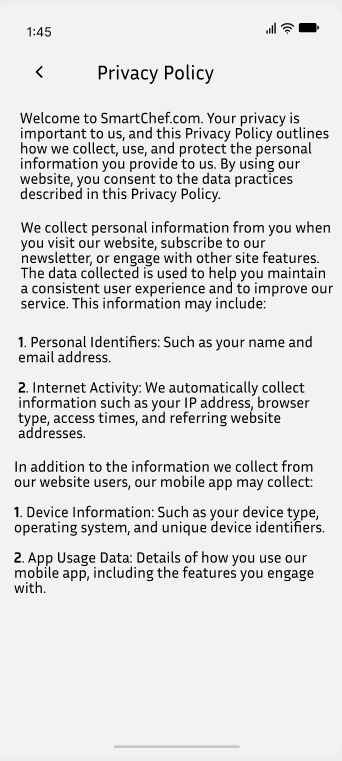 1:45
Privacy Policy
Welcome to SmartChef.com. Your privacy is
important to us, and this Privacy Policy outlines
how we collect, use, and protect the personal
information you provide to us. By using our
website, you consent to the data practices
described in this Privacy Policy.
We collect personal information from you when
you visit our website, subscribe to our
newsletter, or engage with other site features.
The data collected is used to help you maintain
a consistent user experience and to improve our
service. This information may include:
1. Personal Identifiers: Such as your name and
email address.
2. Internet Activity: We automatically collect
information such as your IP address, browser
type, access times, and referring website
addresses.
In addition to the information we collect from
our website users, our mobile app may collect:
1. Device Information: Such as your device type,
operating system, and unique device identifiers.
2. App Usage Data: Details of how you use our
mobile app, including the features you engage
with.